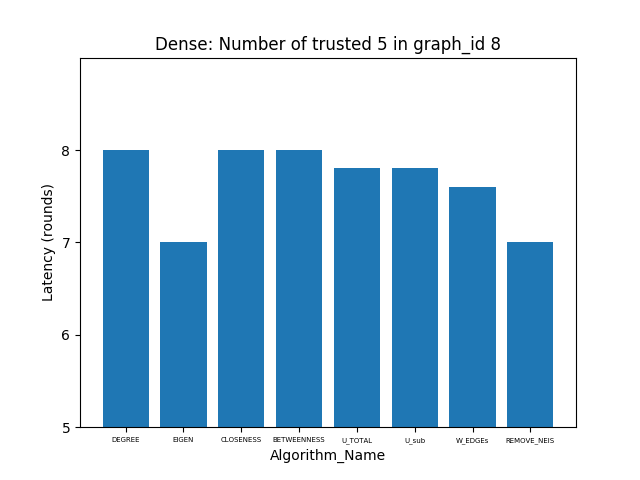 Dense: Number of trusted 5 in graph_id 8
Latency (rounds)
8
7
6
5
DEGREE EIGEN CLOSENESS BETWEENNESS U_TOTAL U_sub W_EDGEs REMOVE_NEIS
Algorithm_Name